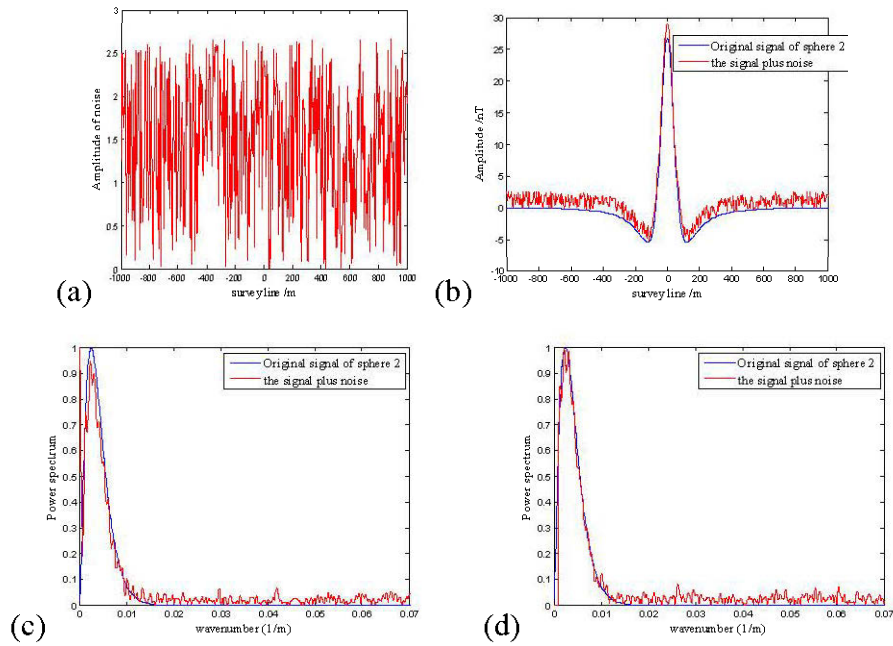 3
2.5
2
1.5
1
0.5
0
Amplitude of noise
-1000 -800 -600 -400 -200 0 200 400 600 800 1000
survey line /m
(a)
30
25
20
15
10
5
0
-5
-10
Amplitude /nT
Original signal of sphere 2
the signal plus noise
-1000 -800 -600 -400 -200 0 200 400 600 800 1000
survey line /m
(b)
1
0.9
0.8
0.7
0.6
0.5
0.4
0.3
0.2
0.1
0
Power spectrum
Original signal of sphere 2
the signal plus noise
0 0.01 0.02 0.03 0.04 0.05 0.06 0.07
wavenumber (1/m)
(c)
1
0.9
0.8
0.7
0.6
0.5
0.4
0.3
0.2
0.1
0
Power spectrum
Original signal of sphere 2
the signal plus noise
0 0.01 0.02 0.03 0.04 0.05 0.06 0.07
wavenumber (1/m)
(d)